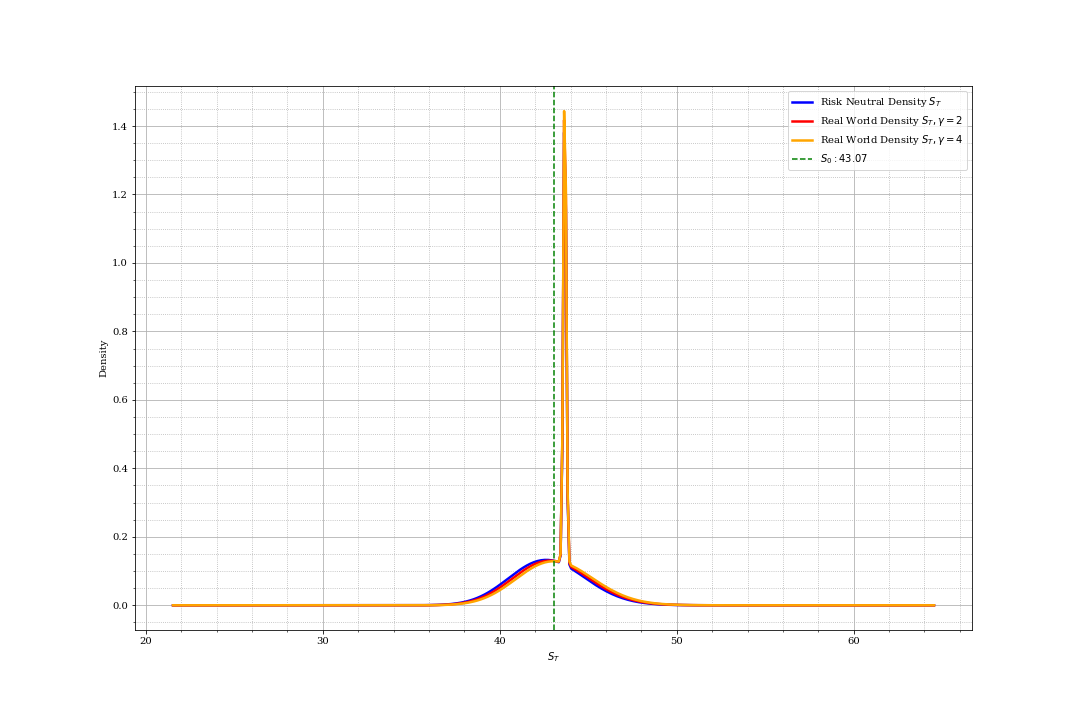 Risk Neutral Density $S_T$
Real World Density $S_T, \gamma = 2$
Real World Density $S_T, \gamma = 4$
$S_0 : 43.07$
1.4
1.2
1.0
0.8
0.6
0.4
0.2
0.0
Density
20 30 40 50 60
$S_T$